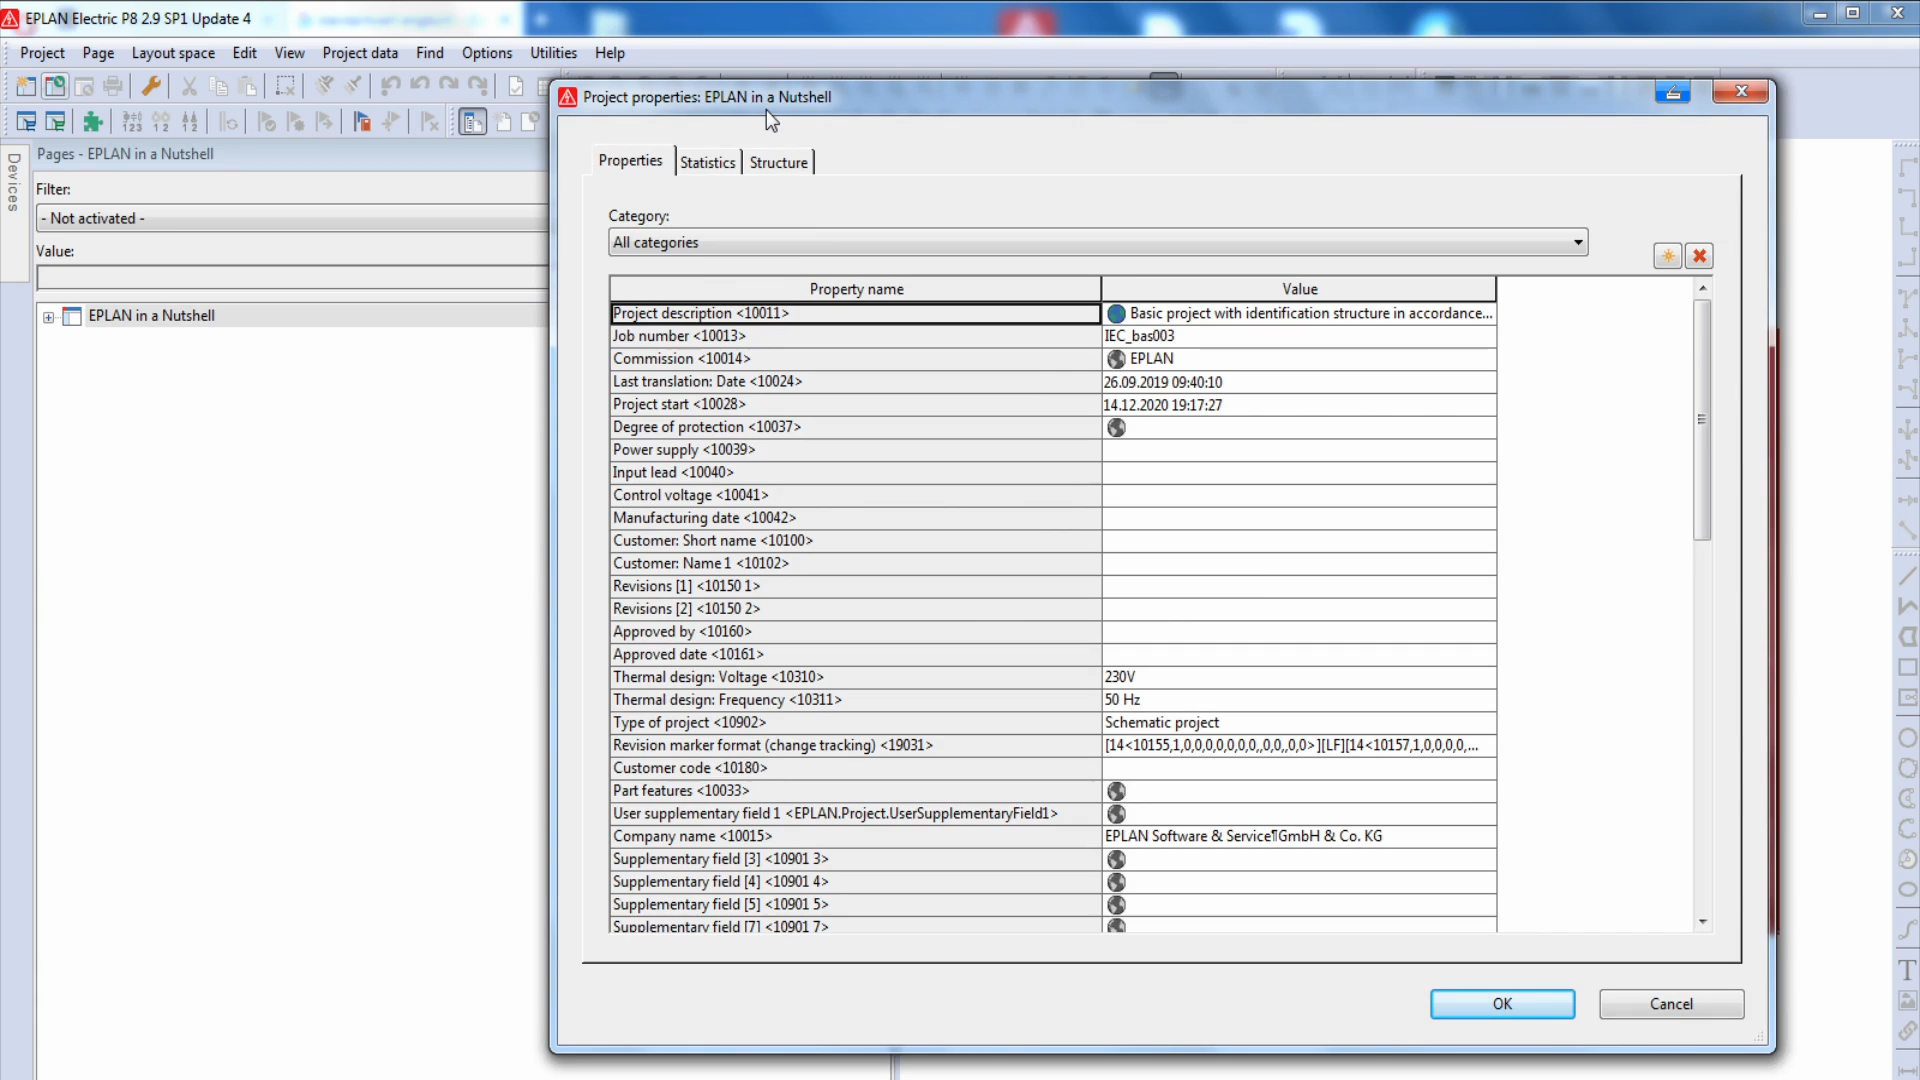 EPLAN Electric P8 2.9 SP1 Update 4
Project Page Layout space Edit View Project data Find Options Utilities Help
Project properties: EPLAN in a Nutshell
Devices
Pages - EPLAN in a Nutshell
Filter:
- Not activated -
Value:
EPLAN in a Nutshell
Properties Statistics Structure
Category:
All categories
Property name Value
Project description <10011> Basic project with identification structure in accordance...
Job number <10013> IEC_bas003
Commission <10014> EPLAN
Last translation: Date <10024> 26.09.2019 09:40:10
Project start <10028> 14.12.2020 19:17:27
Degree of protection <10037>
Power supply <10039>
Input lead <10040>
Control voltage <10041>
Manufacturing date <10042>
Customer: Short name <10100>
Customer: Name 1 <10102>
Revisions [1] <10150 1>
Revisions [2] <10150 2>
Approved by <10160>
Approved date <10161>
Thermal design: Voltage <10310> 230V
Thermal design: Frequency <10311> 50 Hz
Type of project <10902> Schematic project
Revision marker format (change tracking) <19031> [14<10155,1,0,0,0,0,0,0,0,,0,0,,0,0>][LF][14<10157,1,0,0,0,0,...
Customer code <10180>
Part features <10033>
User supplementary field 1 <EPLAN.Project.UserSupplementaryField1>
Company name <10015> EPLAN Software & Service¶GmbH & Co. KG
Supplementary field [3] <10901 3>
Supplementary field [4] <10901 4>
Supplementary field [5] <10901 5>
Supplementary field [7] <10901 7>
OK Cancel